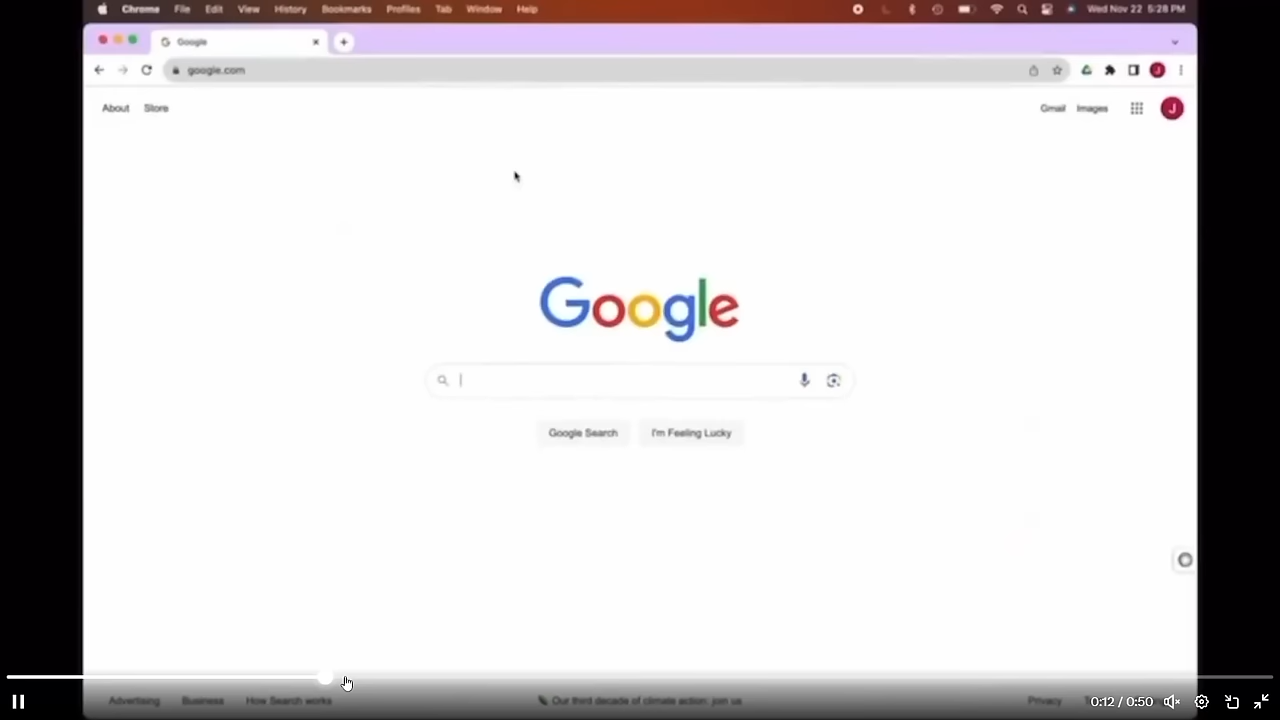 Chrome File Edit View History Bookmarks Profiles Tab Window Help Wed Nov 22 5:28 PM
Google
google.com J
About Store Gmail Images J
Google
Google Search I'm Feeling Lucky
Advertising Business How Search works Our third decade of climate action: join us Privacy
0:12 / 0:50